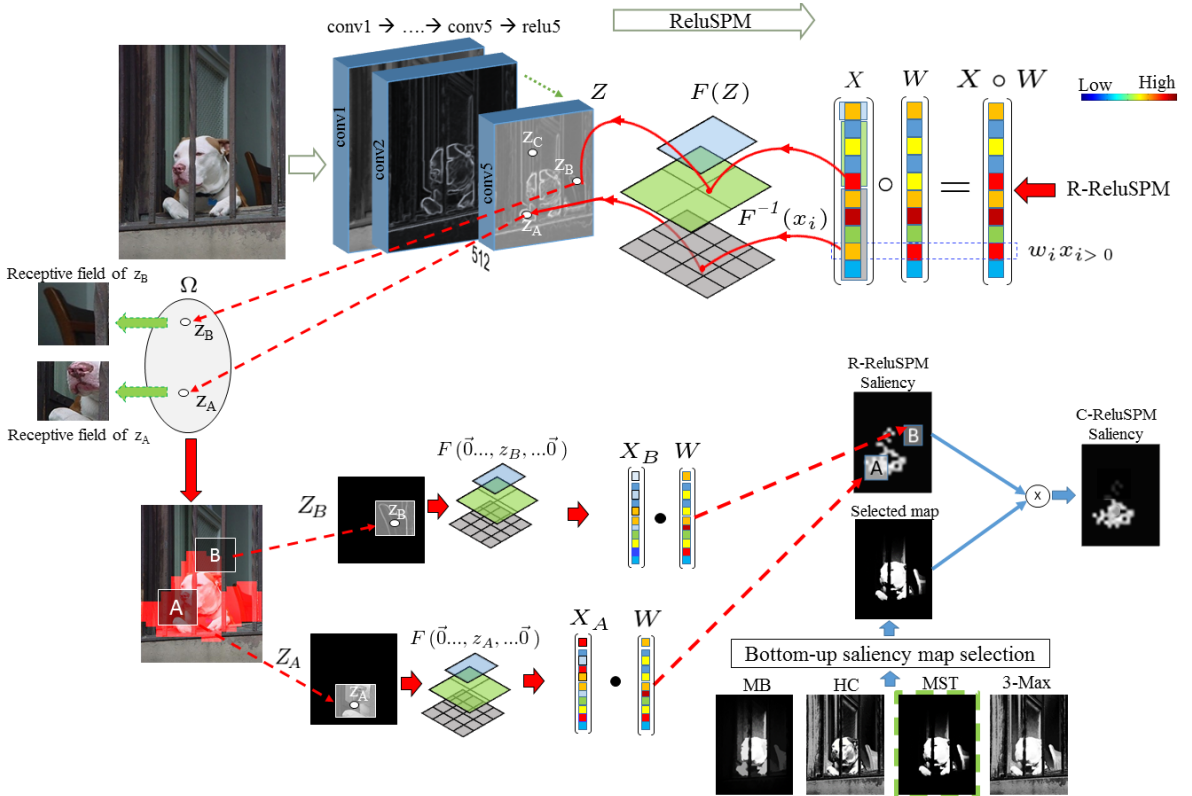 conv1 → ….→ conv5 → relu5
ReluSPM
conv1
conv2
conv5
512
Z
z_C
z_B
z_A
F(Z)
F^{-1}(x_i)
X
W
X ∘ W
∘
=
Low
High
R-ReluSPM
w_i x_{i>0}
Receptive field of z_B
Ω
z_B
z_A
Receptive field of z_A
B
A
Z_B
z_B
F(0⃗..., z_B, ...0⃗)
X_B
W
•
Z_A
z_A
F(0⃗..., z_A, ...0⃗)
X_A
W
•
R-ReluSPM
Saliency
B
A
C-ReluSPM
Saliency
x
Selected map
Bottom-up saliency map selection
MB
HC
MST
3-Max